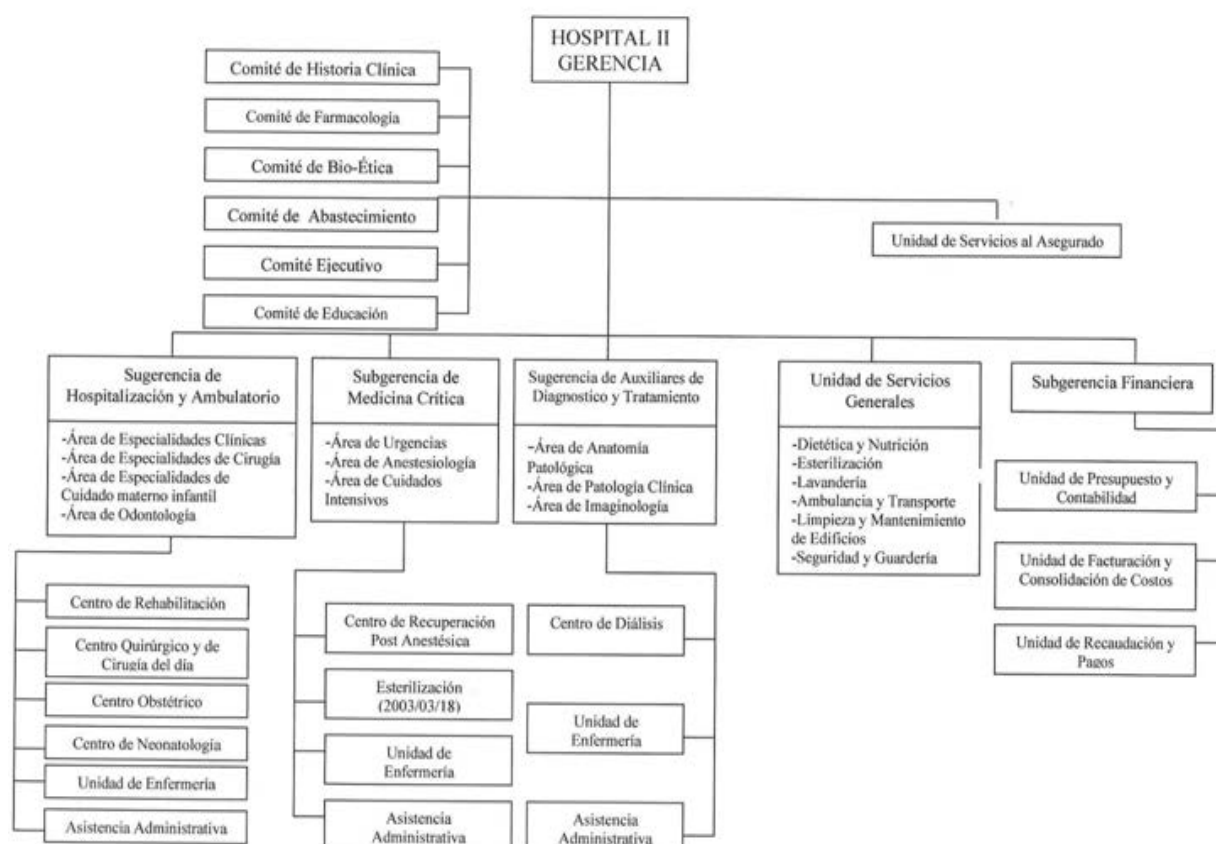 HOSPITAL II
GERENCIA
Comité de Historia Clínica
Comité de Farmacología
Comité de Bio-Ética
Comité de Abastecimiento
Comité Ejecutivo
Comité de Educación
Unidad de Servicios al Asegurado
Sugerencia de
Hospitalización y Ambulatorio
-Área de Especialidades Clínicas
-Área de Especialidades de Cirugía
-Área de Especialidades de
Cuidado materno infantil
-Área de Odontología
Centro de Rehabilitación
Centro Quirúrgico y de
Cirugía del día
Centro Obstétrico
Centro de Neonatología
Unidad de Enfermería
Asistencia Administrativa
Subgerencia de
Medicina Crítica
-Área de Urgencias
-Área de Anestesiología
-Área de Cuidados
Intensivos
Centro de Recuperación
Post Anestésica
Esterilización
(2003/03/18)
Unidad de
Enfermería
Asistencia
Administrativa
Sugerencia de Auxiliares de
Diagnostico y Tratamiento
-Área de Anatomía
Patológica
-Área de Patología Clínica
-Área de Imaginología
Centro de Diálisis
Unidad de
Enfermería
Asistencia
Administrativa
Unidad de Servicios
Generales
-Dietética y Nutrición
-Esterilización
-Lavandería
-Ambulancia y Transporte
-Limpieza y Mantenimiento
de Edificios
-Seguridad y Guardería
Subgerencia Financiera
Unidad de Presupuesto y
Contabilidad
Unidad de Facturación y
Consolidación de Costos
Unidad de Recaudación y
Pagos